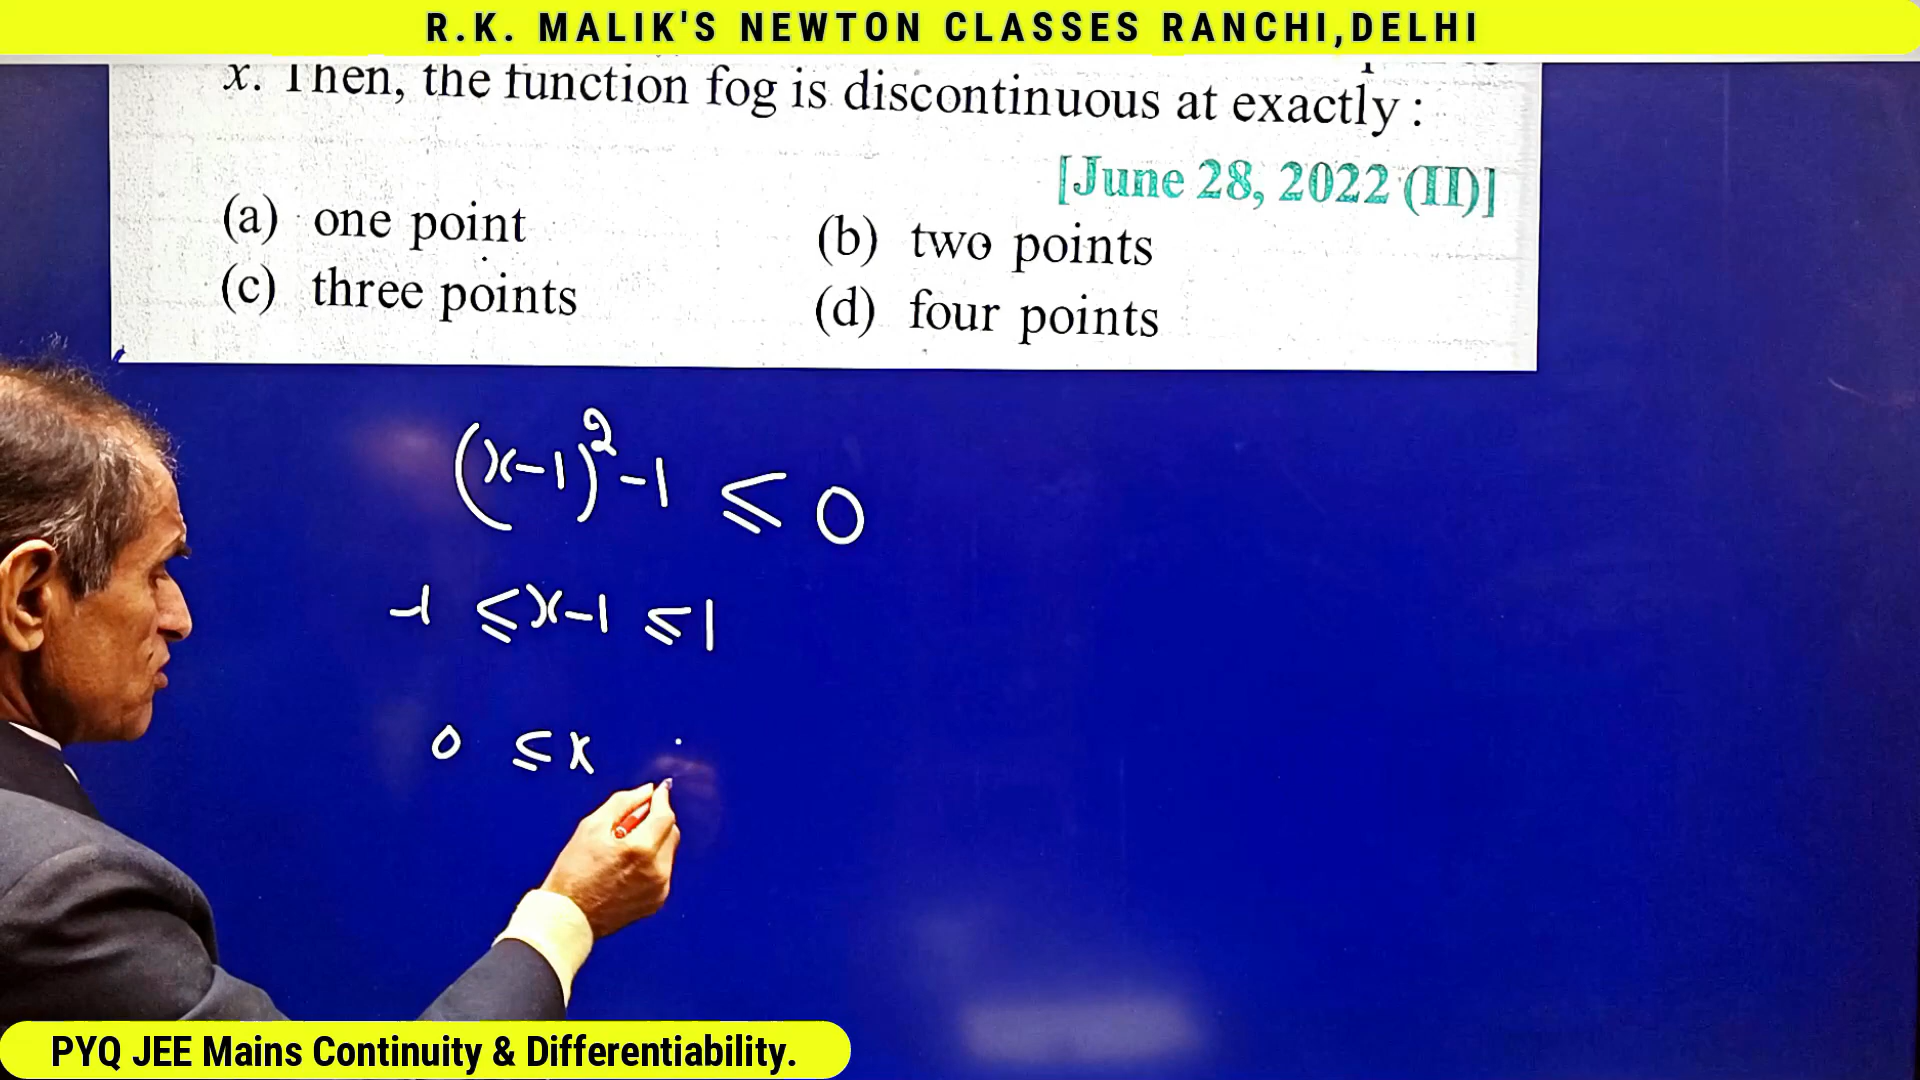 R.K. MALIK'S NEWTON CLASSES RANCHI,DELHI
x. Then, the function fog is discontinuous at exactly :
[June 28, 2022 (II)]
(a) one point (b) two points
(c) three points (d) four points
(x-1)²-1 ≤ 0
-1 ≤ x-1 ≤ 1
0 ≤ x
PYQ JEE Mains Continuity & Differentiability.